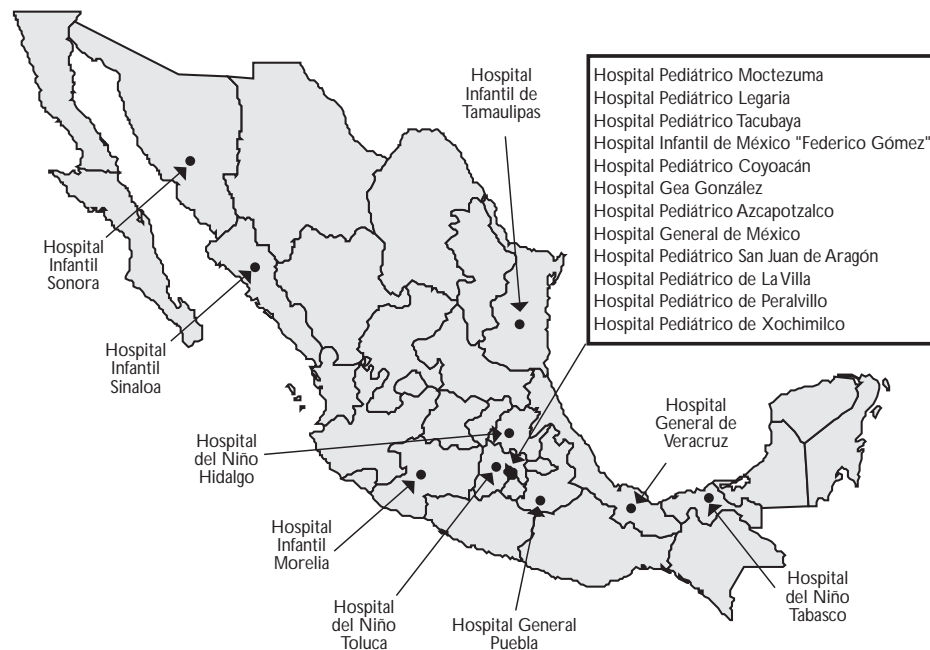 Hospital
Infantil de
Tamaulipas
Hospital Pediátrico Moctezuma
Hospital Pediátrico Legaria
Hospital Pediátrico Tacubaya
Hospital Infantil de México "Federico Gómez"
Hospital Pediátrico Coyoacán
Hospital Gea González
Hospital Pediátrico Azcapotzalco
Hospital General de México
Hospital Pediátrico San Juan de Aragón
Hospital Pediátrico de La Villa
Hospital Pediátrico de Peralvillo
Hospital Pediátrico de Xochimilco
Hospital
Infantil
Sonora
Hospital
Infantil
Sinaloa
Hospital
General de
Veracruz
Hospital
del Niño
Hidalgo
Hospital
Infantil
Morelia
Hospital
del Niño
Toluca
Hospital General
Puebla
Hospital
del Niño
Tabasco